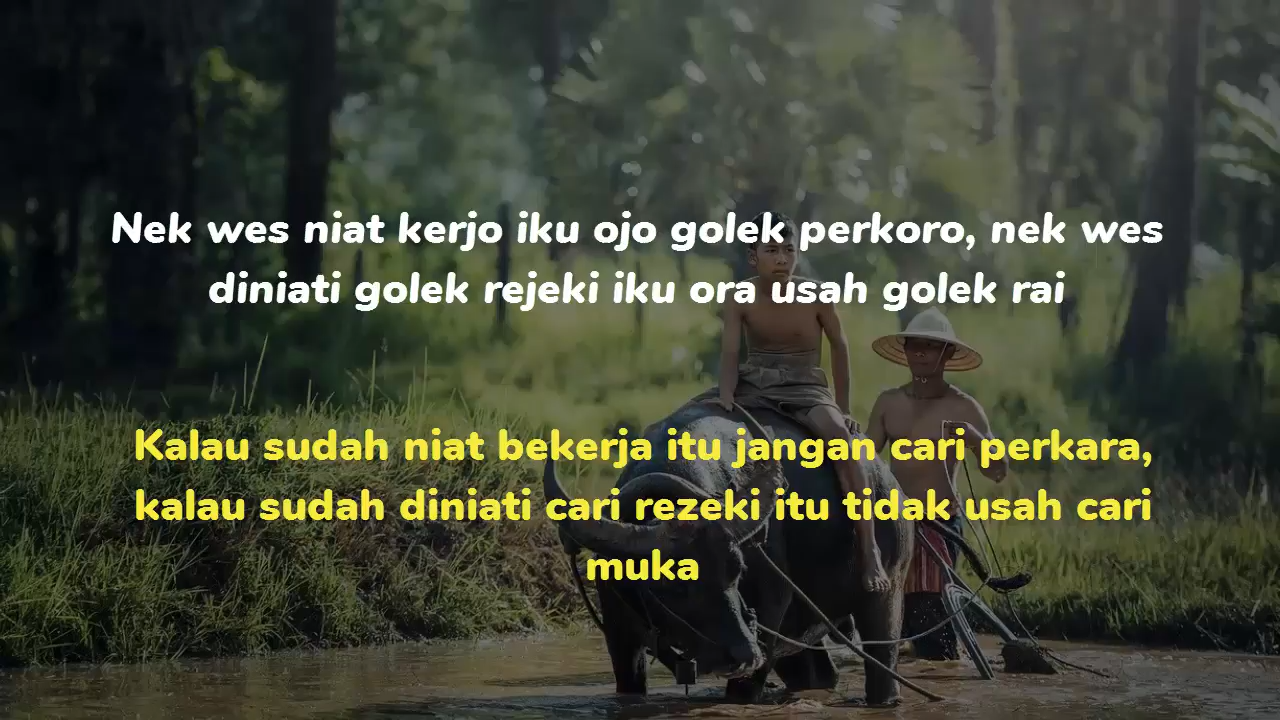 Nek wes niat kerjo iku ojo golek perkoro, nek wes
diniati golek rejeki iku ora usah golek rai
Kalau sudah niat bekerja itu jangan cari perkara,
kalau sudah diniati cari rezeki itu tidak usah cari
muka